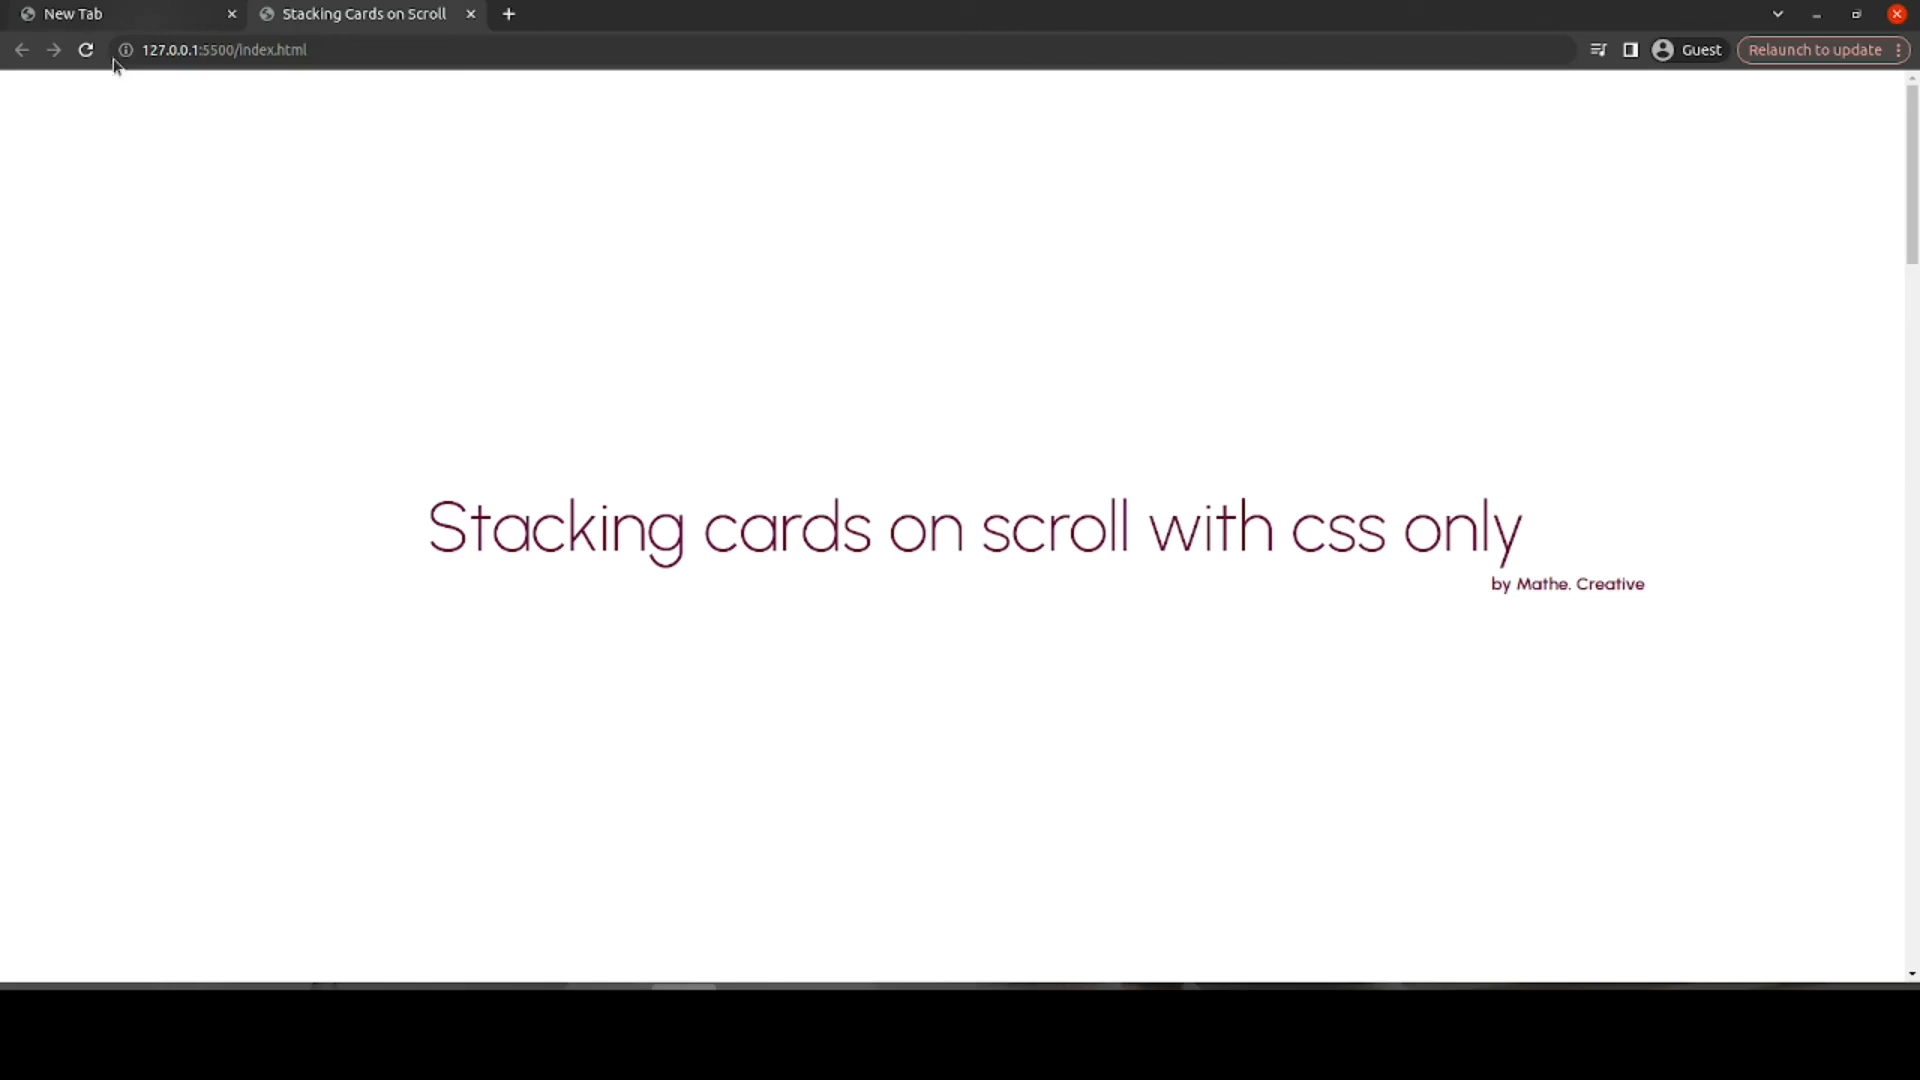 New Tab
Stacking Cards on Scroll
127.0.0.1:5500/index.html
Guest
Relaunch to update
Stacking cards on scroll with css only
by Mathe. Creative